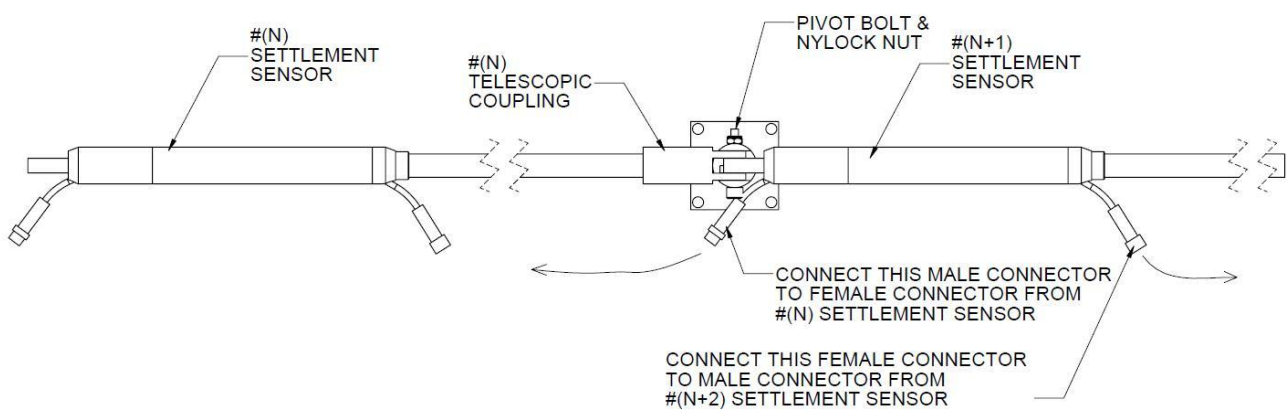 #(N)
SETTLEMENT
SENSOR
#(N)
TELESCOPIC
COUPLING
PIVOT BOLT &
NYLOCK NUT
#(N+1)
SETTLEMENT
SENSOR
CONNECT THIS MALE CONNECTOR
TO FEMALE CONNECTOR FROM
#(N) SETTLEMENT SENSOR
CONNECT THIS FEMALE CONNECTOR
TO MALE CONNECTOR FROM
#(N+2) SETTLEMENT SENSOR